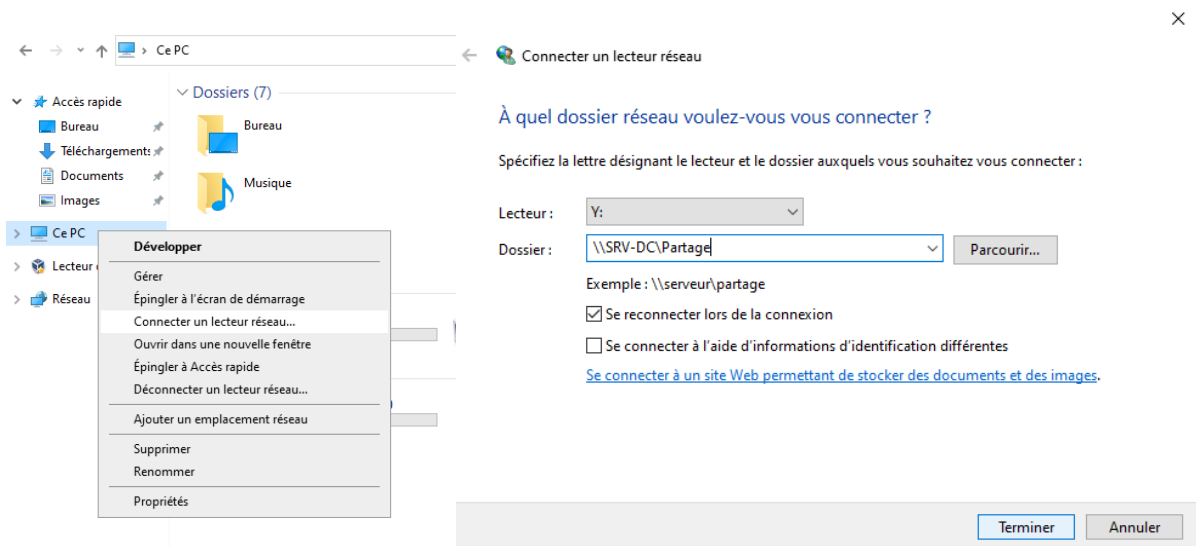 Ce PC
Accès rapide
Bureau
Téléchargements
Documents
Images
Ce PC
Lecteur
Réseau
Dossiers (7)
Bureau
Musique
Développer
Gérer
Épingler à l'écran de démarrage
Connecter un lecteur réseau...
Ouvrir dans une nouvelle fenêtre
Épingler à Accès rapide
Déconnecter un lecteur réseau...
Ajouter un emplacement réseau
Supprimer
Renommer
Propriétés
Connecter un lecteur réseau
À quel dossier réseau voulez-vous vous connecter ?
Spécifiez la lettre désignant le lecteur et le dossier auxquels vous souhaitez vous connecter :
Lecteur : Y:
Dossier : \\SRV-DC\Partage Parcourir...
Exemple : \\serveur\partage
Se reconnecter lors de la connexion
Se connecter à l'aide d'informations d'identification différentes
Se connecter à un site Web permettant de stocker des documents et des images.
Terminer Annuler